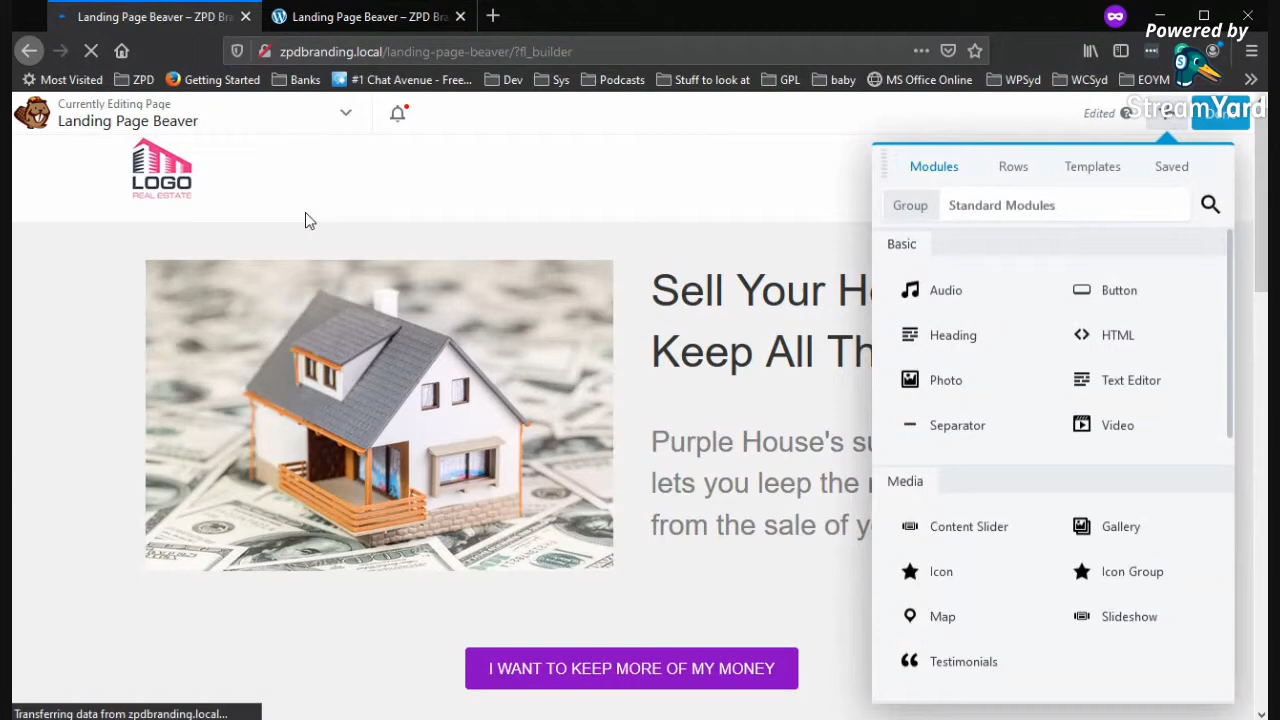 Landing Page Beaver – ZPD Bra
Landing Page Beaver – ZPD Bra
Powered by
StreamYard
zpdbranding.local/landing-page-beaver/?fl_builder
Most Visited
ZPD
Getting Started
Banks
#1 Chat Avenue - Free...
Dev
Sys
Podcasts
Stuff to look at
GPL
baby
MS Office Online
WPSyd
WCSyd
EOYM
Currently Editing Page
Landing Page Beaver
Edited
LOGO
REAL ESTATE
Modules
Rows
Templates
Saved
Group
Standard Modules
Basic
Audio
Button
Heading
HTML
Photo
Text Editor
Separator
Video
Media
Content Slider
Gallery
Icon
Icon Group
Map
Slideshow
Testimonials
Sell Your H
Keep All Th
Purple House's su
lets you leep the
from the sale of y
I WANT TO KEEP MORE OF MY MONEY
Transferring data from zpdbranding.local...